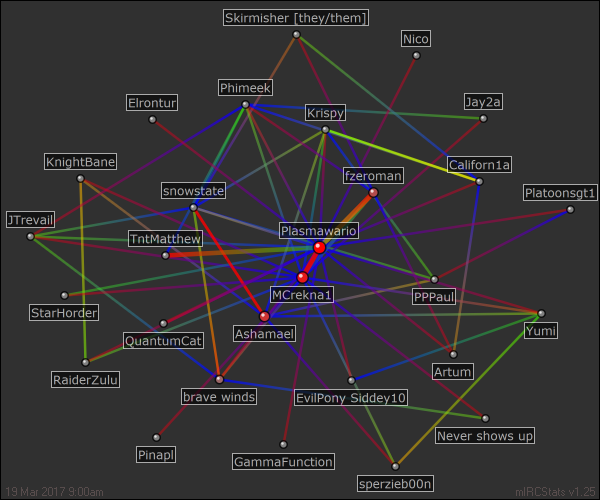 Skirmisher [they/them]
Nico
Phimeek
Elrontur
Krispy
Jay2a
KnightBane
Californ1a
fzeroman
snowstate
Platoonsgt1
JTrevail
Plasmawario
TntMatthew
MCrekna1
PPPaul
StarHorder
QuantumCat
Ashamael
Yumi
RaiderZulu
Artum
brave winds
EvilPony Siddey10
Never shows up
Pinapl
GammaFunction
sperzieb00n
19 Mar 2017 9:00am
mIRCStats v1.25